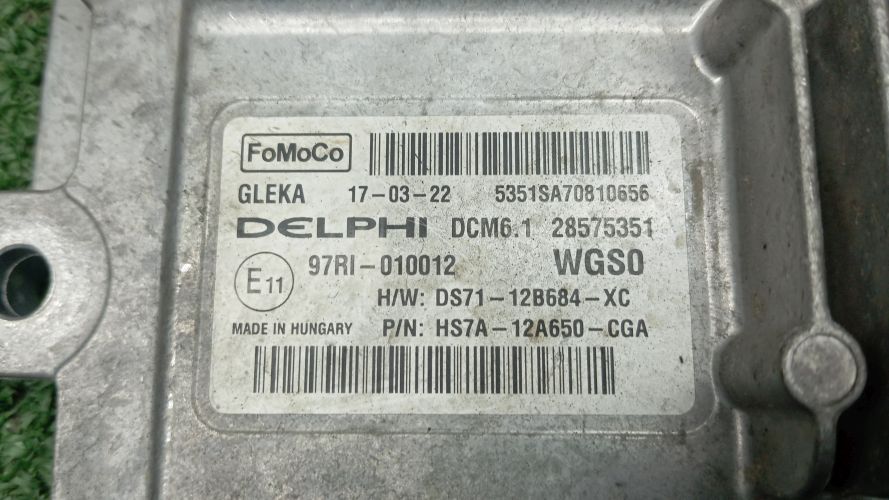 FoMoCo
GLEKA 17-03-22 5351SA70810656
DELPHI DCM6.1 28575351
E11 97RI-010012 WGS0
H/W: DS71-12B684-XC
MADE IN HUNGARY P/N: HS7A-12A650-CGA